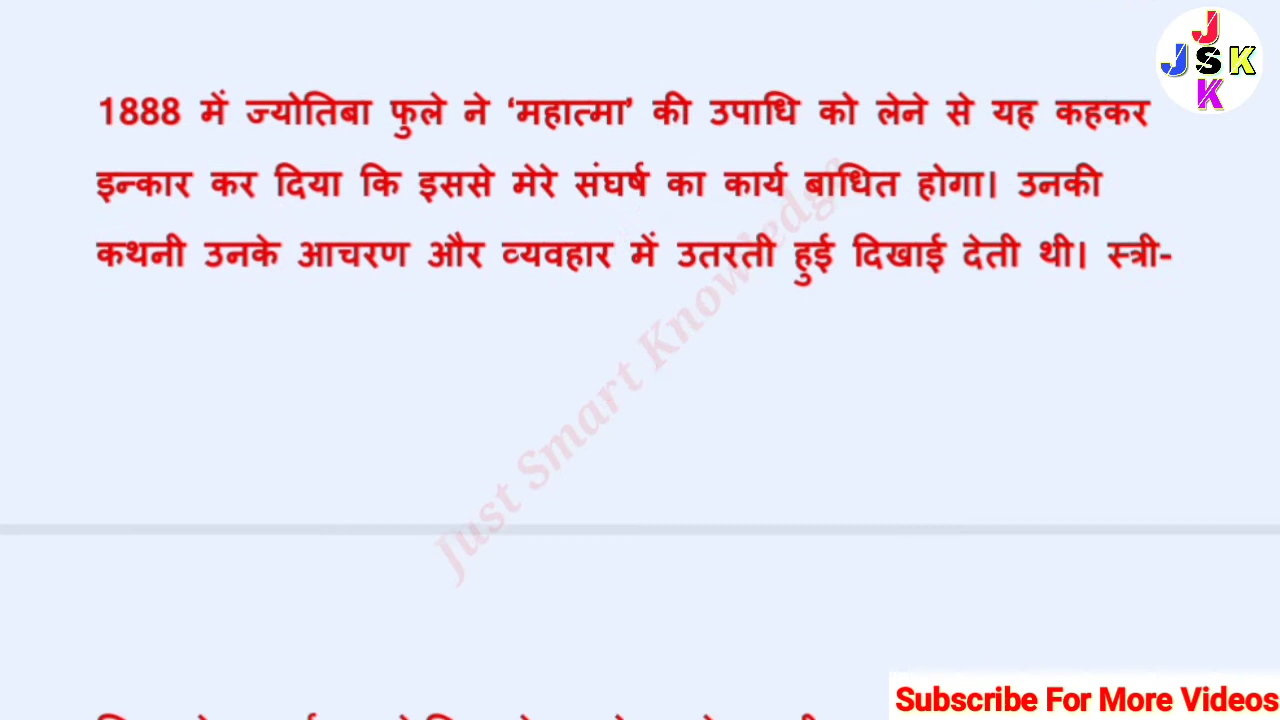 J
J S K
K
1888 में ज्योतिबा फुले ने ‘महात्मा’ की उपाधि को लेने से यह कहकर
इन्कार कर दिया कि इससे मेरे संघर्ष का कार्य बाधित होगा। उनकी
कथनी उनके आचरण और व्यवहार में उतरती हुई दिखाई देती थी। स्त्री-
Just Smart Knowledge
Subscribe For More Videos